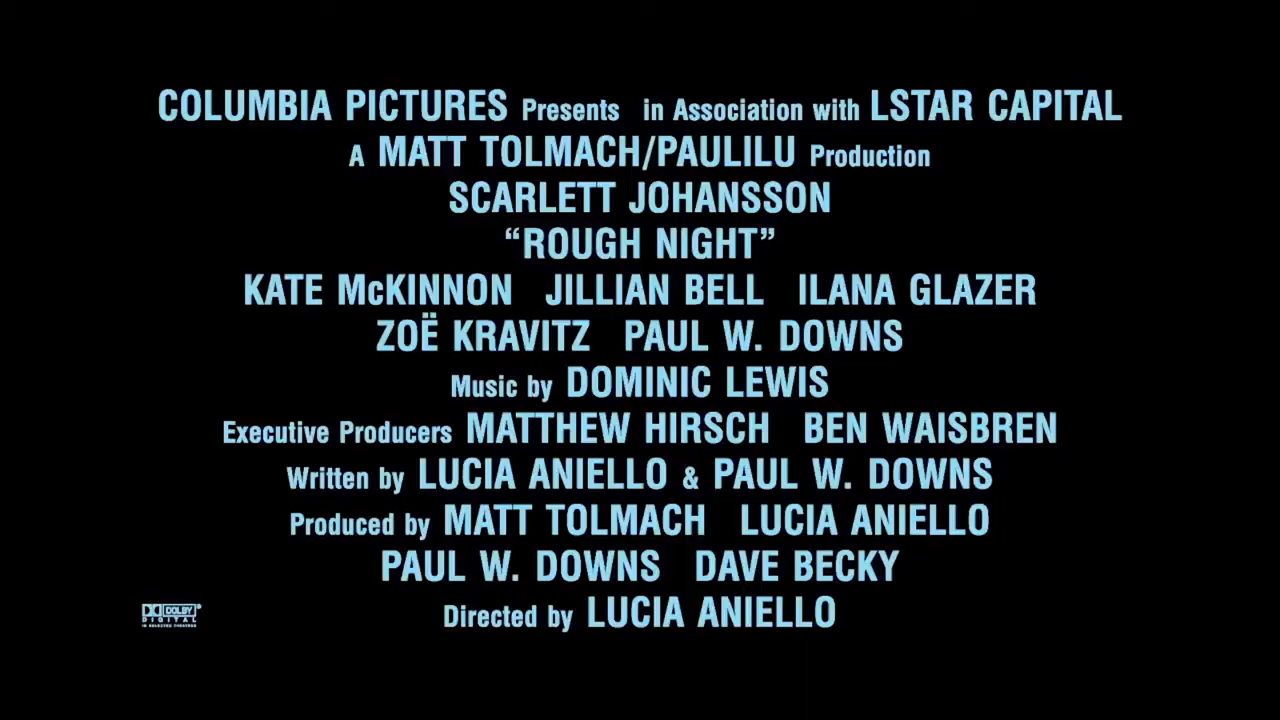 COLUMBIA PICTURES Presents in Association with LSTAR CAPITAL
A MATT TOLMACH/PAULILU Production
SCARLETT JOHANSSON
“ROUGH NIGHT”
KATE McKINNON JILLIAN BELL ILANA GLAZER
ZOË KRAVITZ PAUL W. DOWNS
Music by DOMINIC LEWIS
Executive Producers MATTHEW HIRSCH BEN WAISBREN
Written by LUCIA ANIELLO & PAUL W. DOWNS
Produced by MATT TOLMACH LUCIA ANIELLO
PAUL W. DOWNS DAVE BECKY
Directed by LUCIA ANIELLO
DOLBY
DIGITAL
IN SELECTED THEATRES